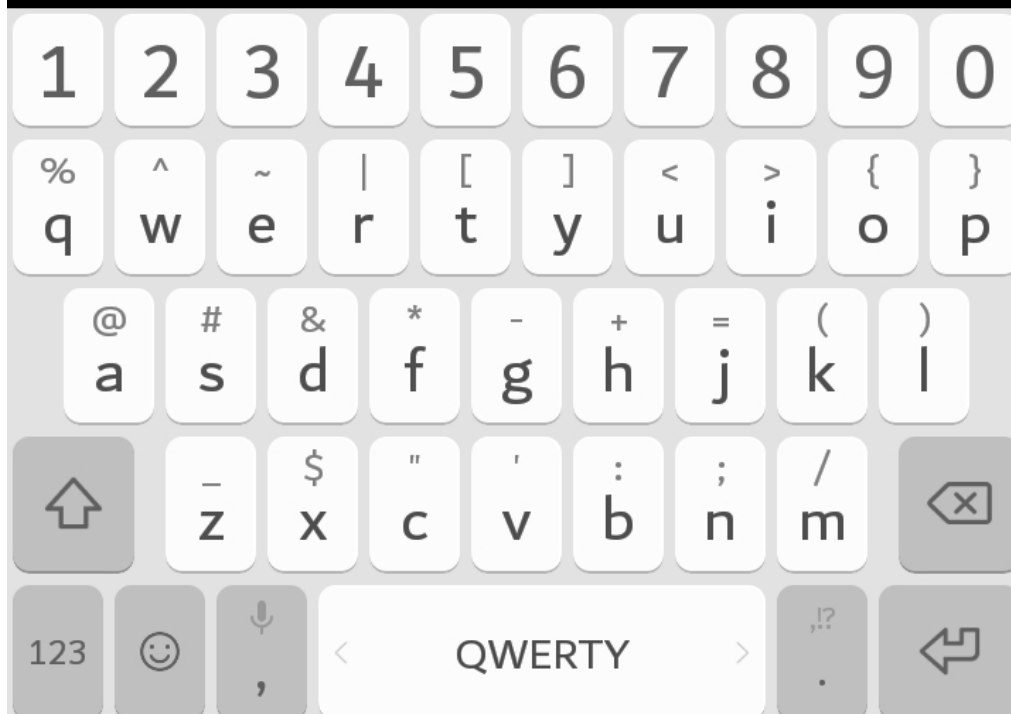 1 2 3 4 5 6 7 8 9 0
% ^ ~ | [ ] < > { }
q w e r t y u i o p
@ # & * - + = ( )
a s d f g h j k l
_ $ " ' : ; /
z x c v b n m
,!?
123 , QWERTY .